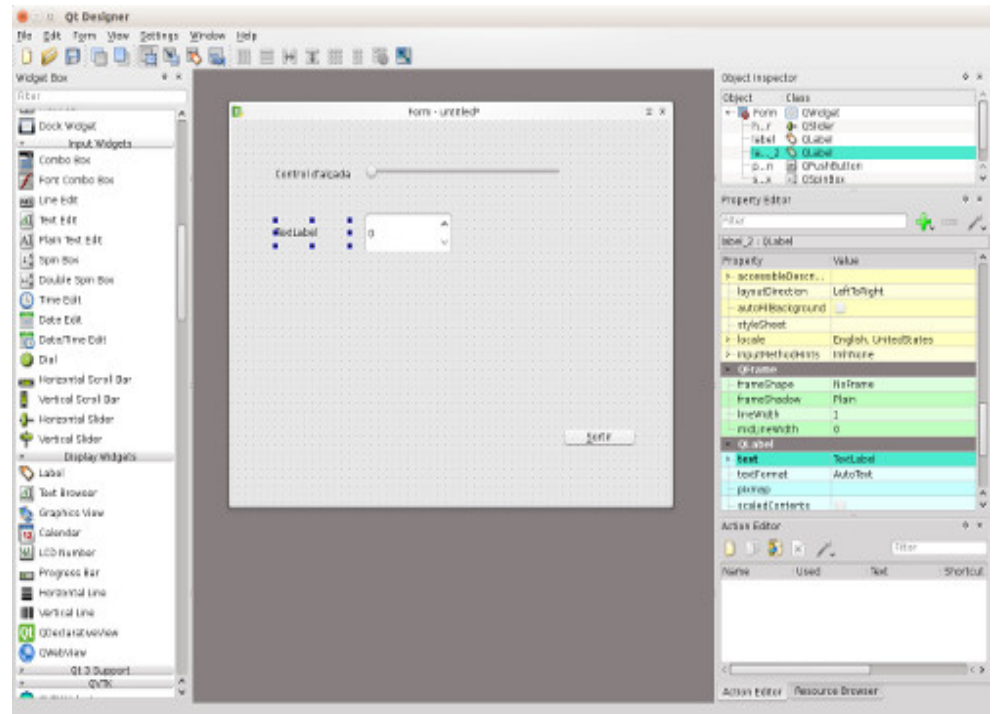 Qt Designer
File Edit Form View Settings Window Help
Widget Box
Filter
Dock Widget
Input Widgets
Combo Box
Font Combo Box
Line Edit
Text Edit
Plain Text Edit
Spin Box
Double Spin Box
Time Edit
Date Edit
Date/Time Edit
Dial
Horizontal Scroll Bar
Vertical Scroll Bar
Horizontal Slider
Vertical Slider
Display Widgets
Label
Text Browser
Graphics View
Calendar
LCD Number
Progress Bar
Horizontal Line
Vertical Line
QDeclarativeView
QWebView
Qt 3 Support
QVTK
Form - untitled*
Control d'alçada
TextLabel
0
Sortir
Object Inspector
Object Class
Form QWidget
h...r QSlider
label QLabel
la..._2 QLabel
p...n QPushButton
s...x QSpinBox
Property Editor
Filter
label_2 : QLabel
Property Value
accessibleDescr...
layoutDirection LeftToRight
autoFillBackground
styleSheet
locale English, UnitedStates
inputMethodHints ImhNone
QFrame
frameShape NoFrame
frameShadow Plain
lineWidth 1
midLineWidth 0
QLabel
text TextLabel
textFormat AutoText
pixmap
scaledContents
Action Editor
Filter
Name Used Text Shortcut
Action Editor Resource Browser